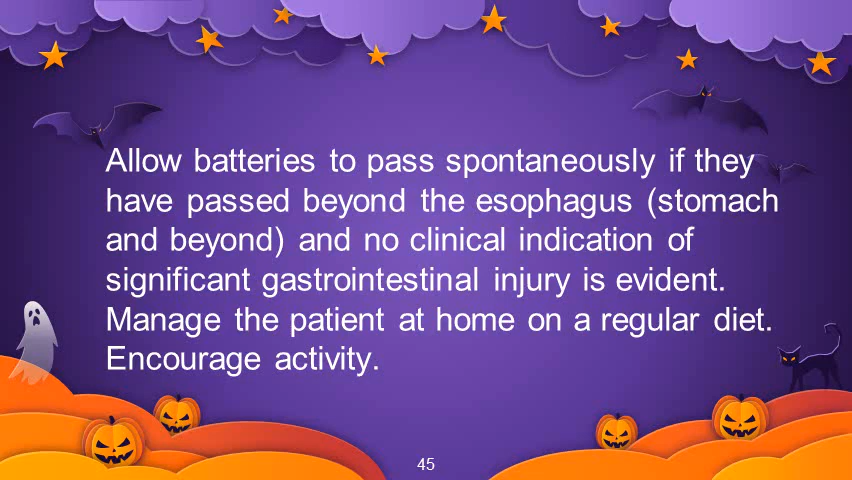 Allow batteries to pass spontaneously if they
have passed beyond the esophagus (stomach
and beyond) and no clinical indication of
significant gastrointestinal injury is evident.
Manage the patient at home on a regular diet.
Encourage activity.
45